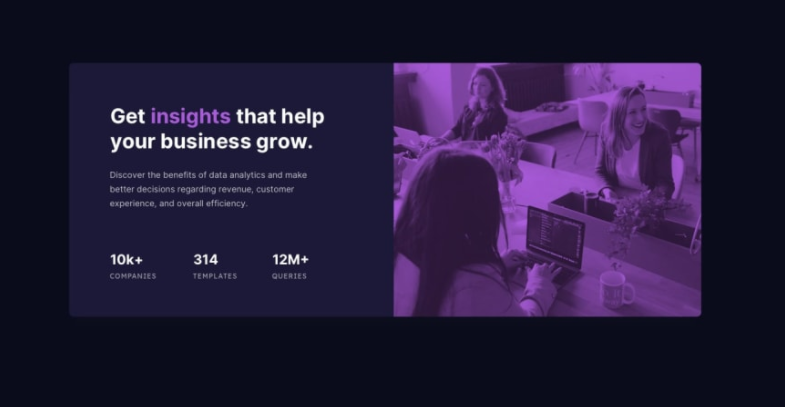 Get insights that help
your business grow.
Discover the benefits of data analytics and make
better decisions regarding revenue, customer
experience, and overall efficiency.
10k+ 314 12M+
COMPANIES TEMPLATES QUERIES